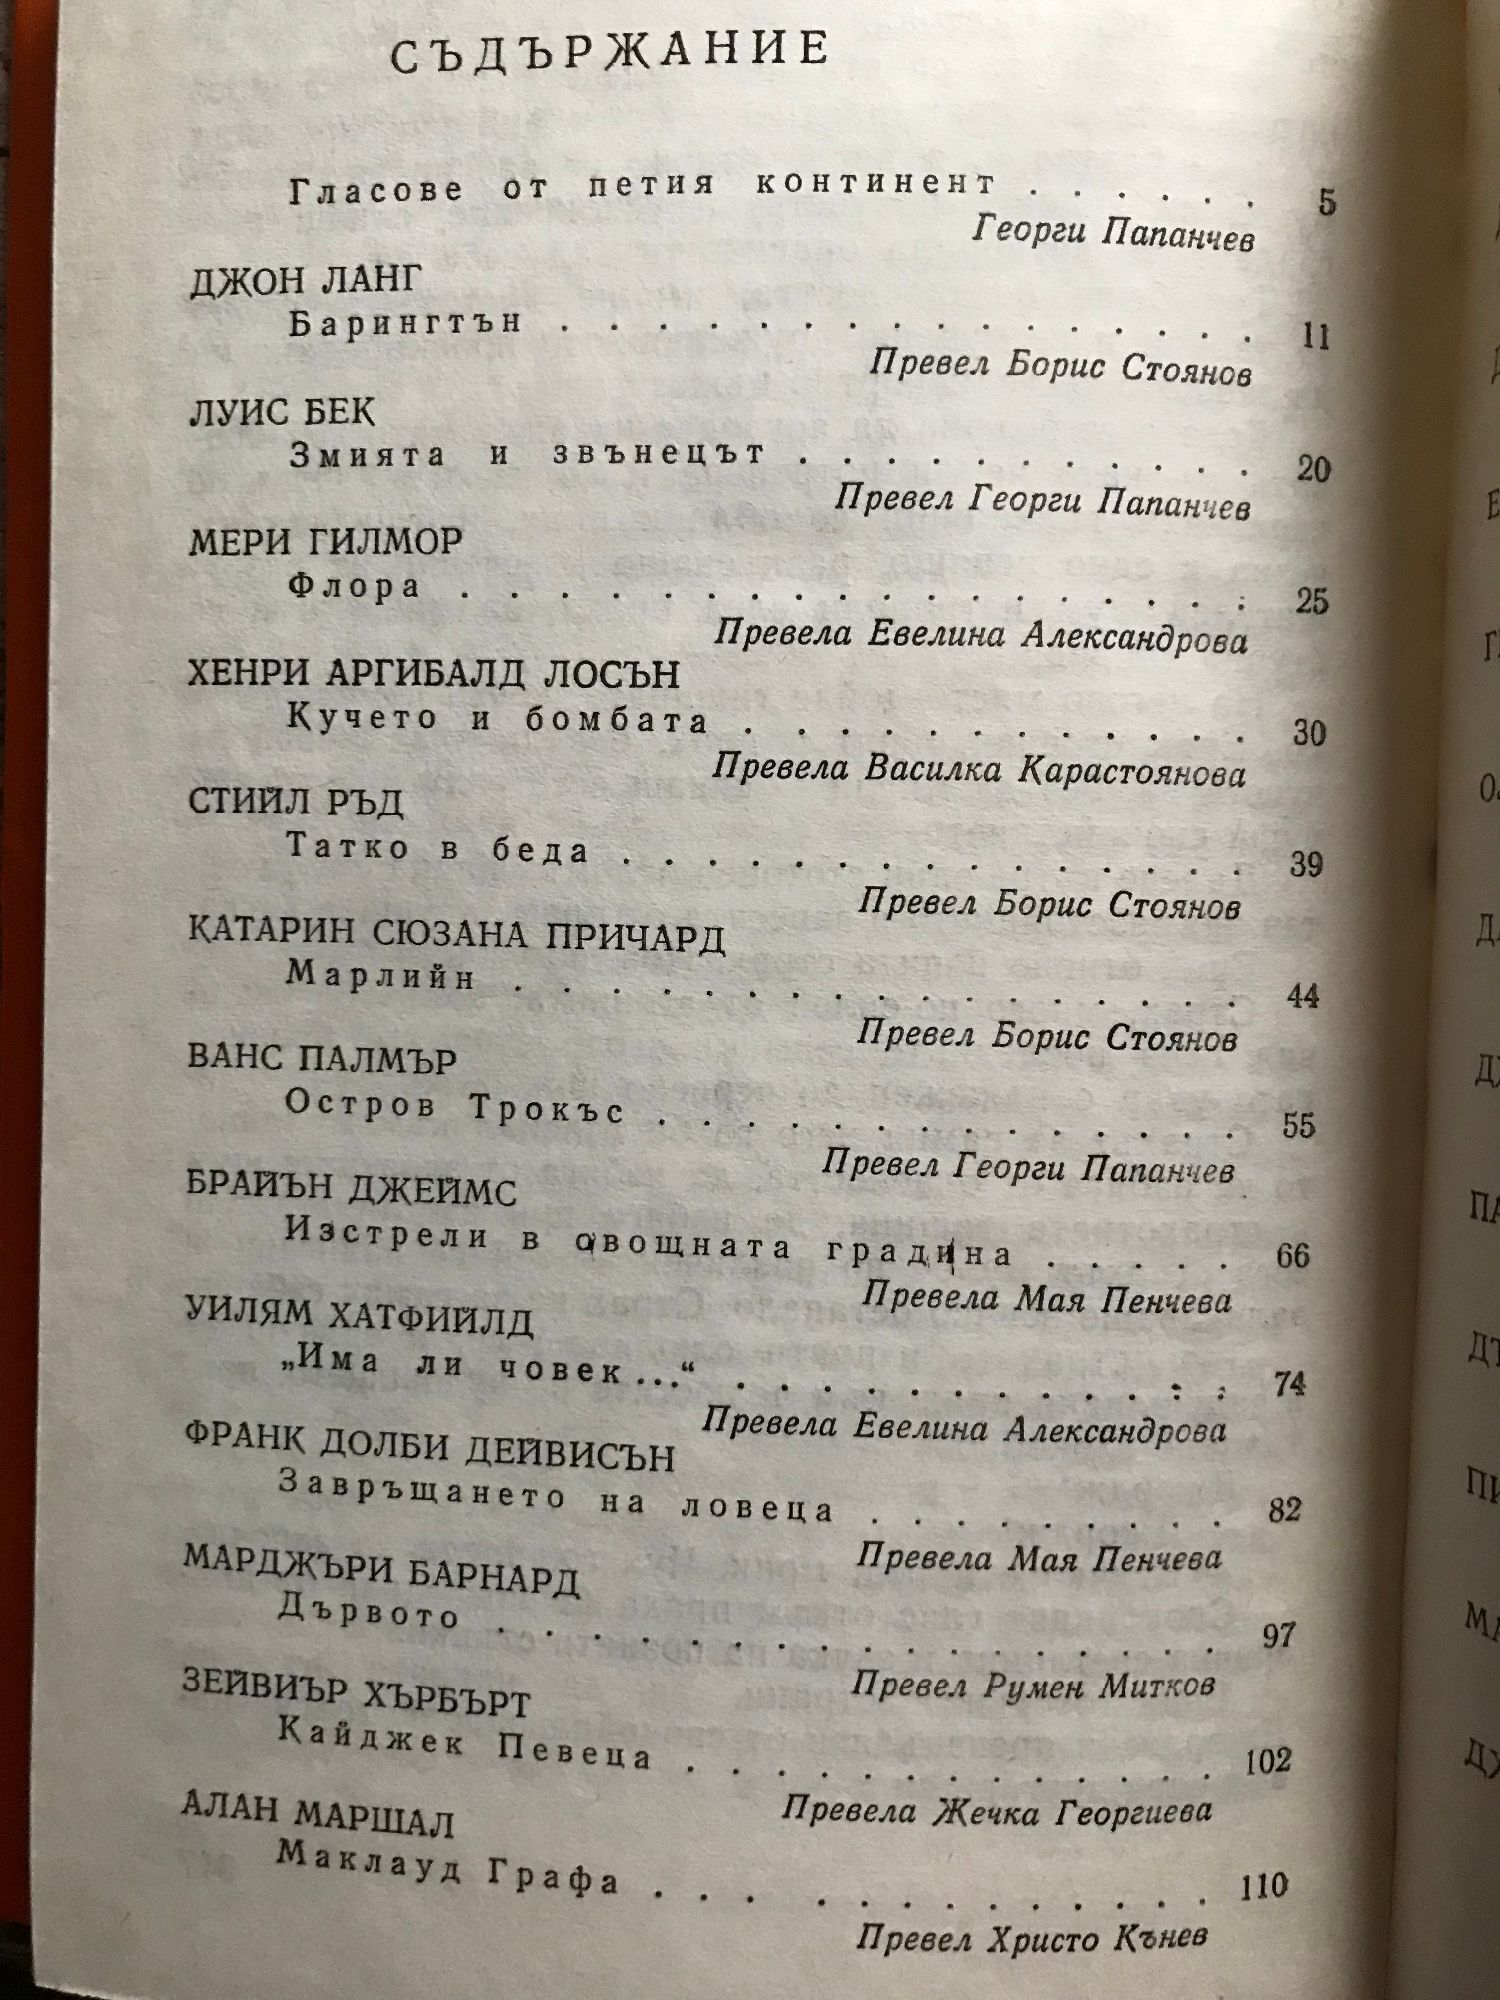 СЪДЪРЖАНИЕ
Гласове от петия континент . . . . . . 5
Георги Папанчев
ДЖОН ЛАНГ
Барингтън . . . . . . . . . . . . . . . . 11
Превел Борис Стоянов
ЛУИС БЕК
Змията и звънецът . . . . . . . . . . . 20
Превел Георги Папанчев
МЕРИ ГИЛМОР
Флора . . . . . . . . . . . . . . . . . . 25
Превела Евелина Александрова
ХЕНРИ АРГИБАЛД ЛОСЪН
Кучето и бомбата . . . . . . . . . . . . 30
Превела Василка Карастоянова
СТИЙЛ РЪД
Татко в беда . . . . . . . . . . . . . . . 39
Превел Борис Стоянов
КАТАРИН СЮЗАНА ПРИЧАРД
Марлийн . . . . . . . . . . . . . . . . . 44
Превел Борис Стоянов
ВАНС ПАЛМЪР
Остров Трокъс . . . . . . . . . . . . . . 55
Превел Георги Папанчев
БРАЙЪН ДЖЕЙМС
Изстрели в овощната градина . . . . . 66
Превела Мая Пенчева
УИЛЯМ ХАТФИЙЛД
„Има ли човек ...“ . . . . . . . . . . . . 74
Превела Евелина Александрова
ФРАНК ДОЛБИ ДЕЙВИСЪН
Завръщането на ловеца . . . . . . . . . 82
Превела Мая Пенчева
МАРДЖЪРИ БАРНАРД
Дървото . . . . . . . . . . . . . . . . . 97
Превел Румен Митков
ЗЕЙВИЪР ХЪРБЪРТ
Кайджек Певеца . . . . . . . . . . . . . 102
Превела Жечка Георгиева
АЛАН МАРШАЛ
Маклауд Графа . . . . . . . . . . . . 110
Превел Христо Кънев